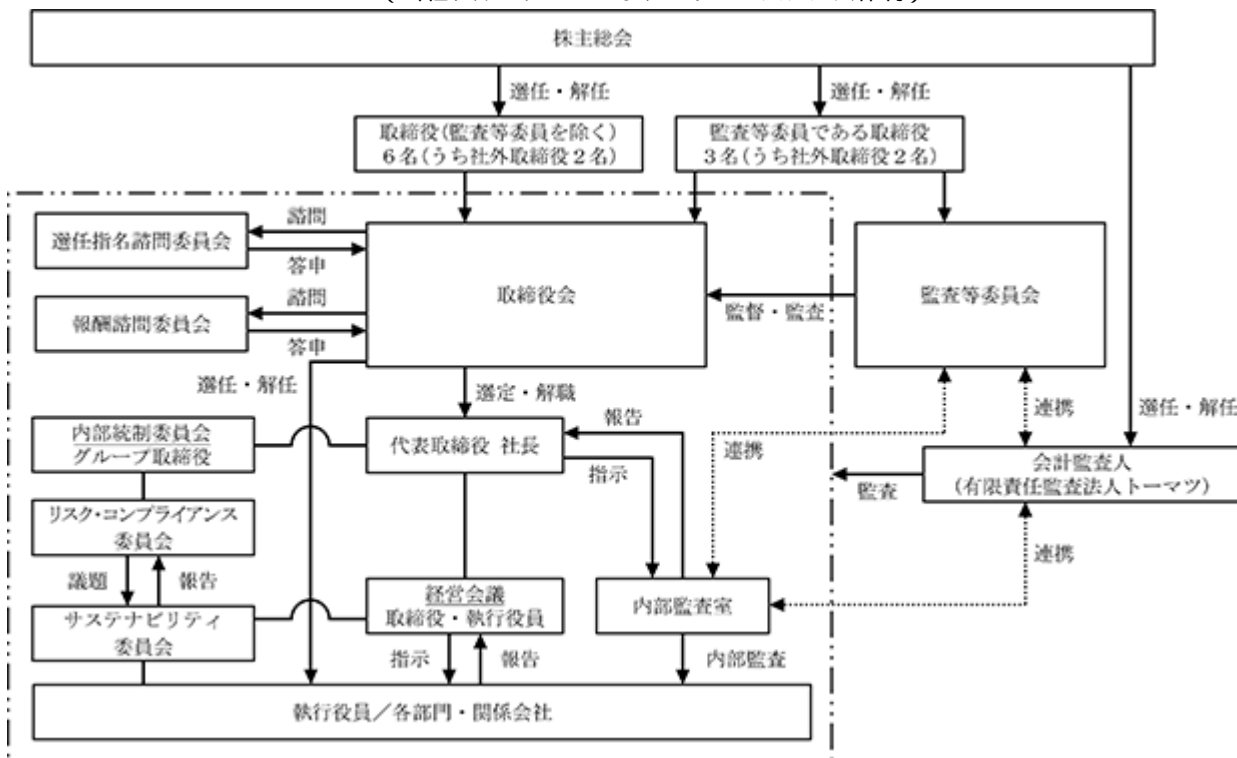 株主総会
選任・解任
選任・解任
取締役(監査等委員を除く)
6名(うち社外取締役2名)
監査等委員である取締役
3名(うち社外取締役2名)
諮問
選任指名諮問委員会
答申
取締役会
監査等委員会
諮問
監督・監査
報酬諮問委員会
答申
選任・解任
選定・解職
連携
選任・解任
報告
内部統制委員会
グループ取締役
代表取締役 社長
連携
指示
会計監査人
(有限責任監査法人トーマツ)
監査
リスク・コンプライアンス
委員会
連携
議題
報告
経営会議
取締役・執行役員
内部監査室
サステナビリティ
委員会
指示
報告
内部監査
執行役員/各部門・関係会社